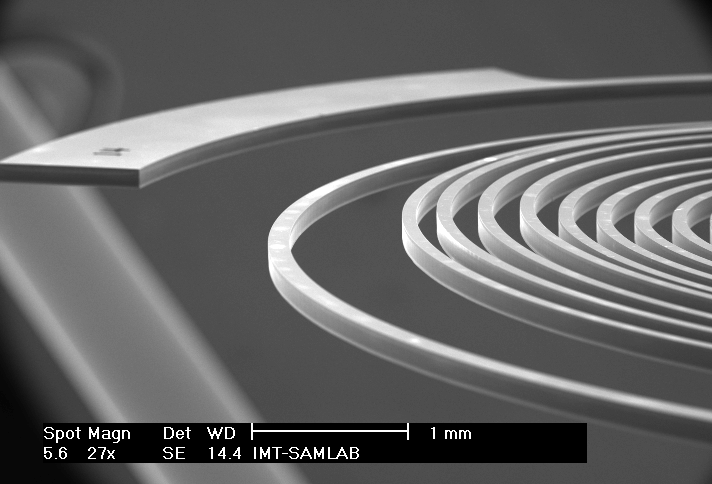 Spot Magn Det WD 1 mm
5.6 27x SE 14.4 IMT-SAMLAB